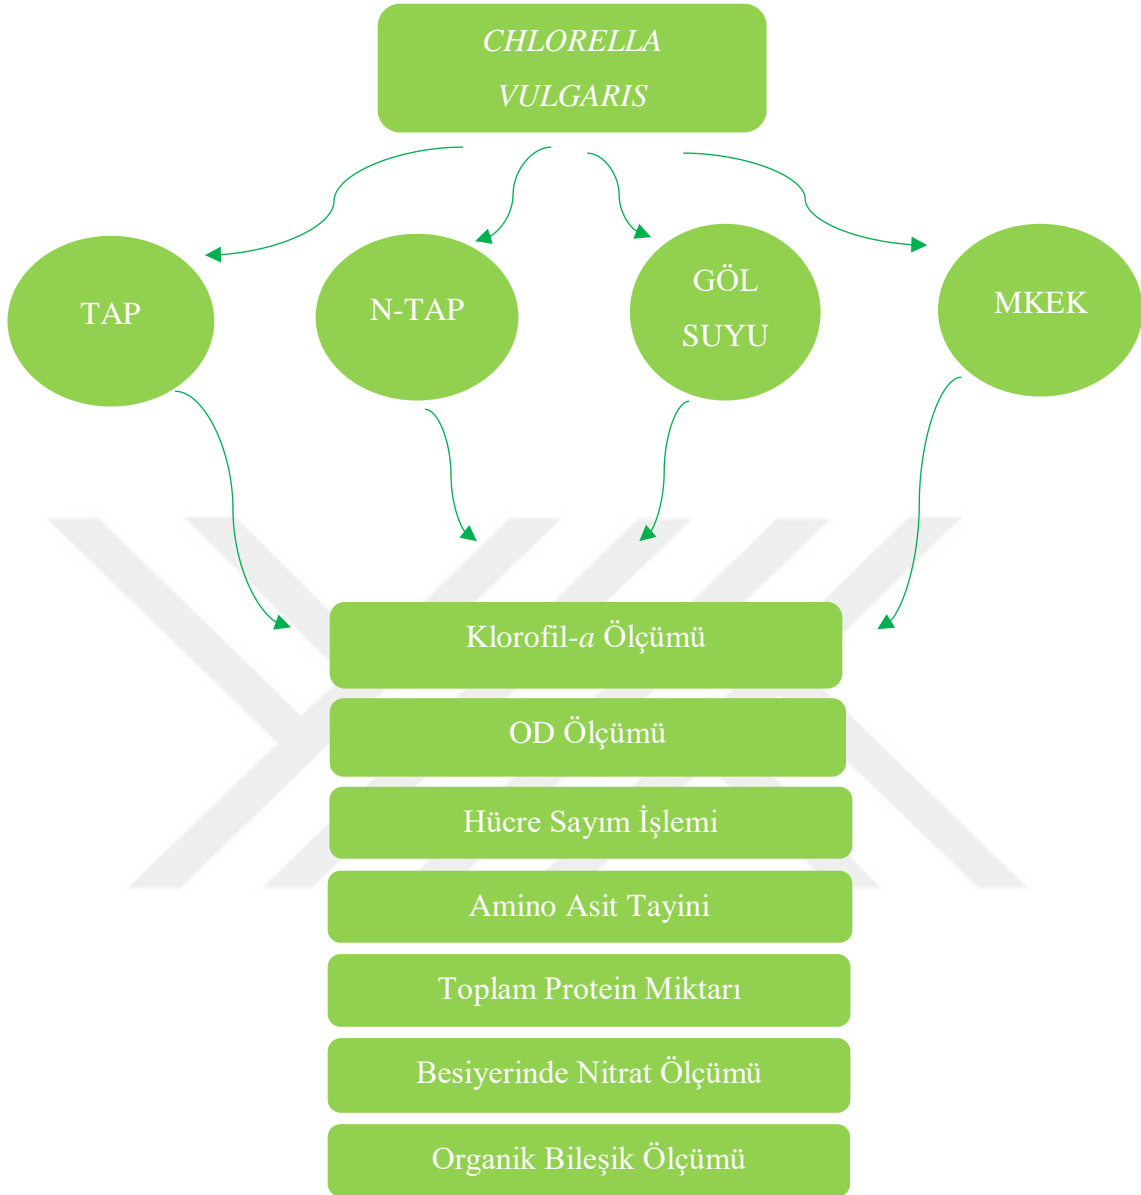 CHLORELLA
VULGARIS
TAP
N-TAP
GÖL
SUYU
MKEK
Klorofil-a Ölçümü
OD Ölçümü
Hücre Sayım İşlemi
Amino Asit Tayini
Toplam Protein Miktarı
Besiyerinde Nitrat Ölçümü
Organik Bileşik Ölçümü